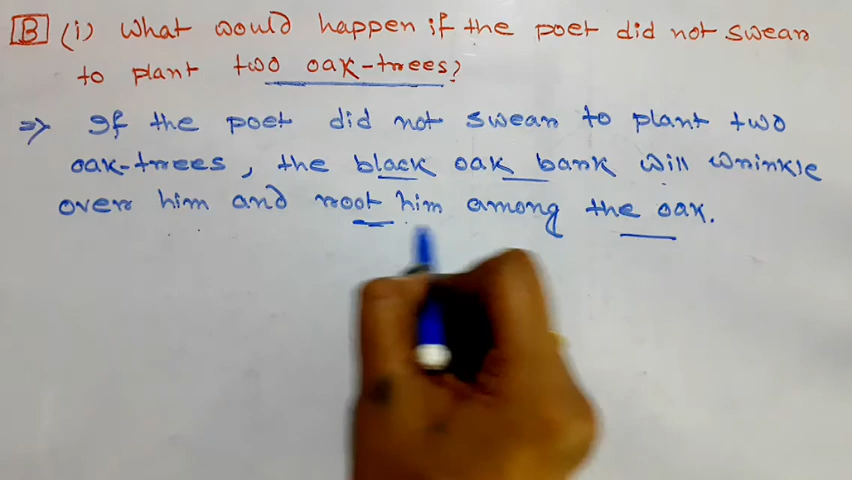 B (i) What would happen if the poet did not swear
to plant two oak-trees?
=> If the poet did not swear to plant two
oak-trees, the black oak bank will wrinkle
over him and root him among the oak.